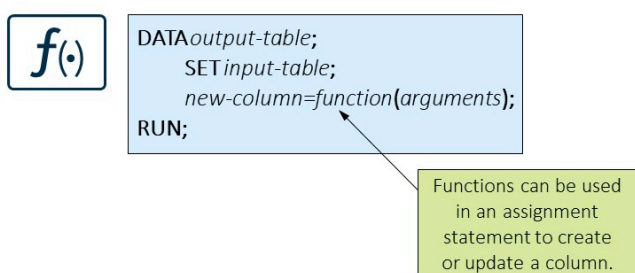 f(·)
DATA output-table;
SET input-table;
new-column=function(arguments);
RUN;
Functions can be used
in an assignment
statement to create
or update a column.